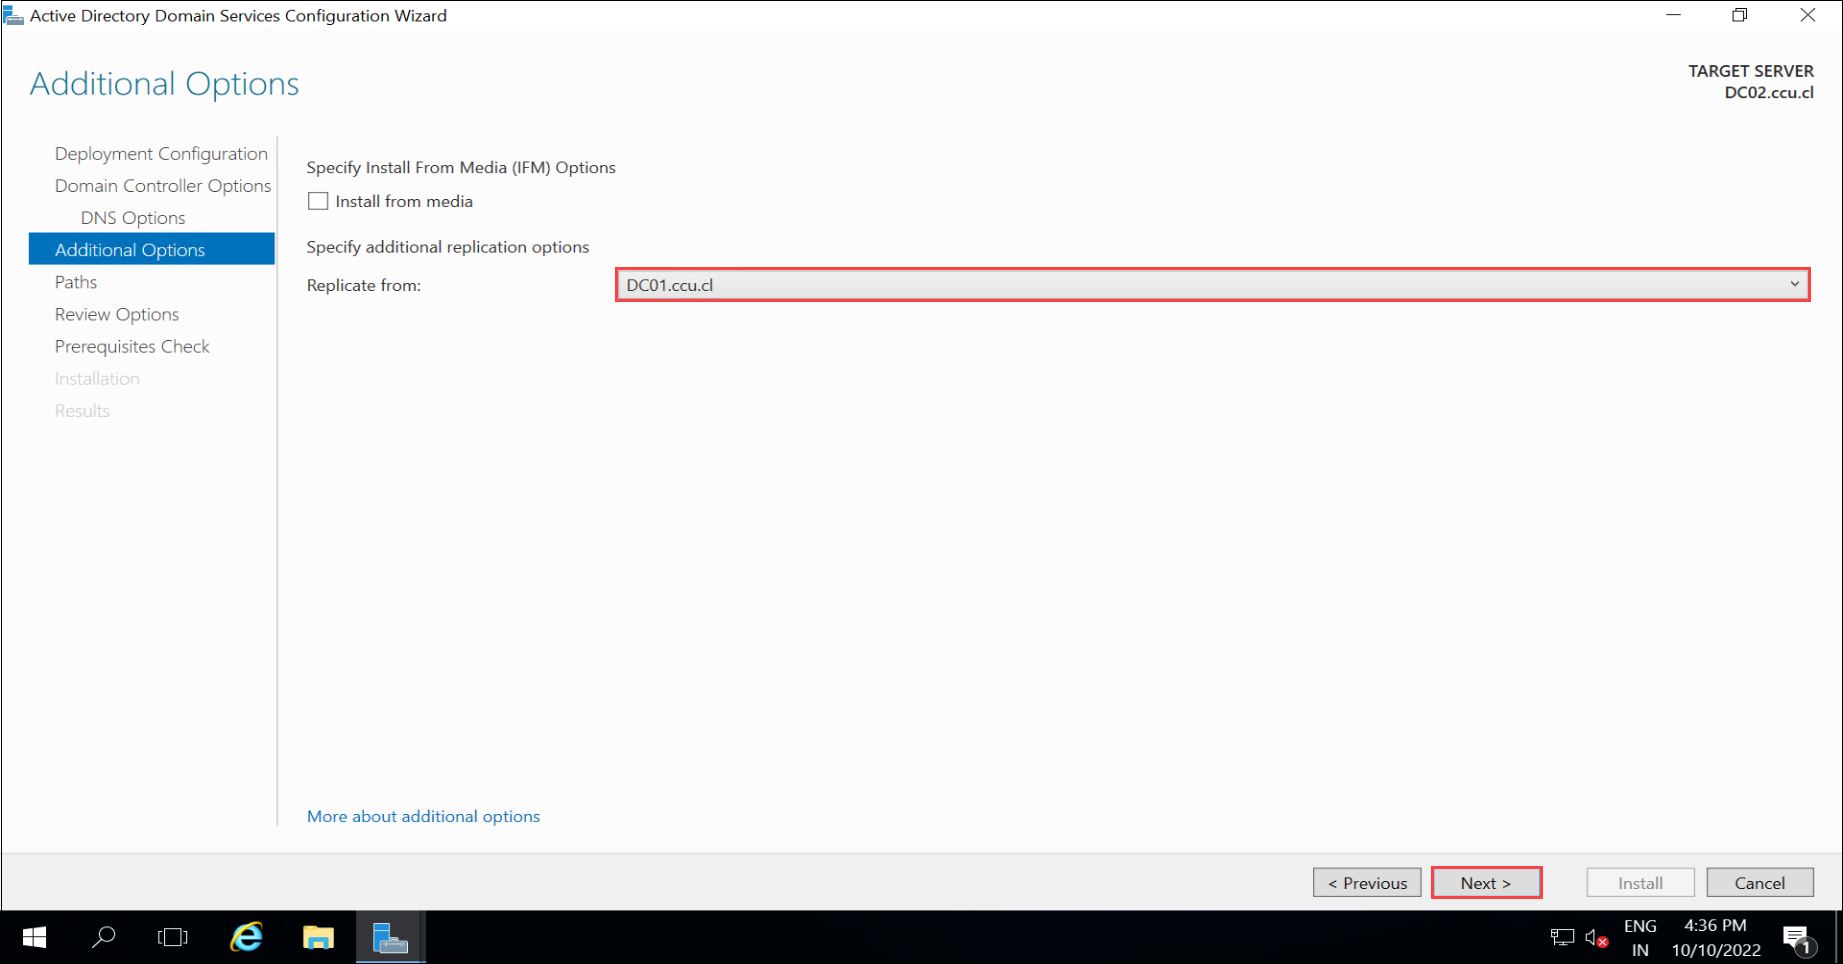 Active Directory Domain Services Configuration Wizard
Additional Options
TARGET SERVER
DC02.ccu.cl
Deployment Configuration
Domain Controller Options
DNS Options
Additional Options
Paths
Review Options
Prerequisites Check
Installation
Results
Specify Install From Media (IFM) Options
Install from media
Specify additional replication options
Replicate from: DC01.ccu.cl
More about additional options
< Previous Next > Install Cancel
ENG 4:36 PM
IN 10/10/2022
1